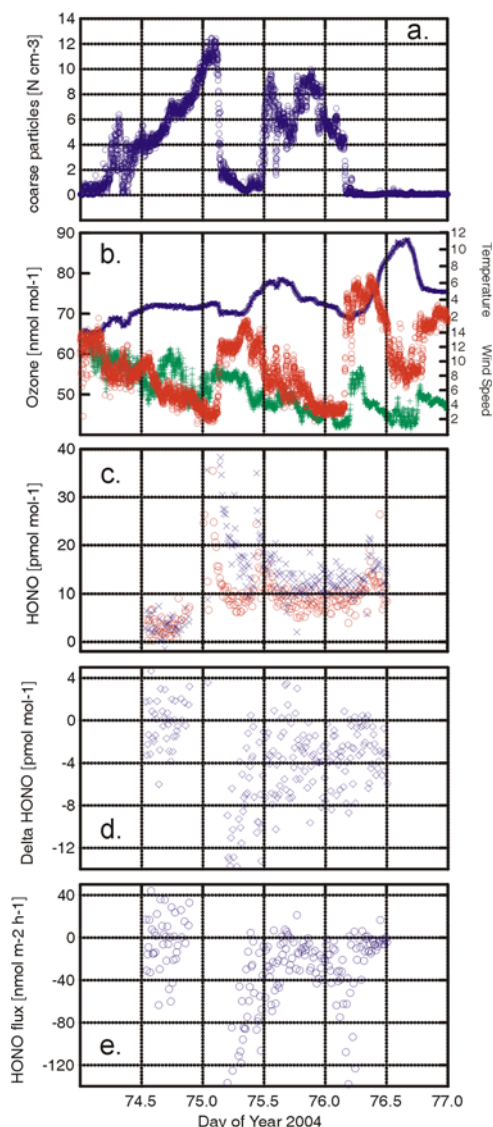 a.
coarse particles [N cm-3]
14
12
10
8
6
4
2
0
b.
Ozone [nmol mol-1]
90
80
70
60
50
12
10
8
6
4
2
14
12
10
8
6
4
2
Temperature
Wind Speed
c.
HONO [pmol mol-1]
40
30
20
10
0
d.
Delta HONO [pmol mol-1]
4
0
-4
-8
-12
e.
HONO flux [nmol m-2 h-1]
40
0
-40
-80
-120
74.5 75.0 75.5 76.0 76.5 77.0
Day of Year 2004